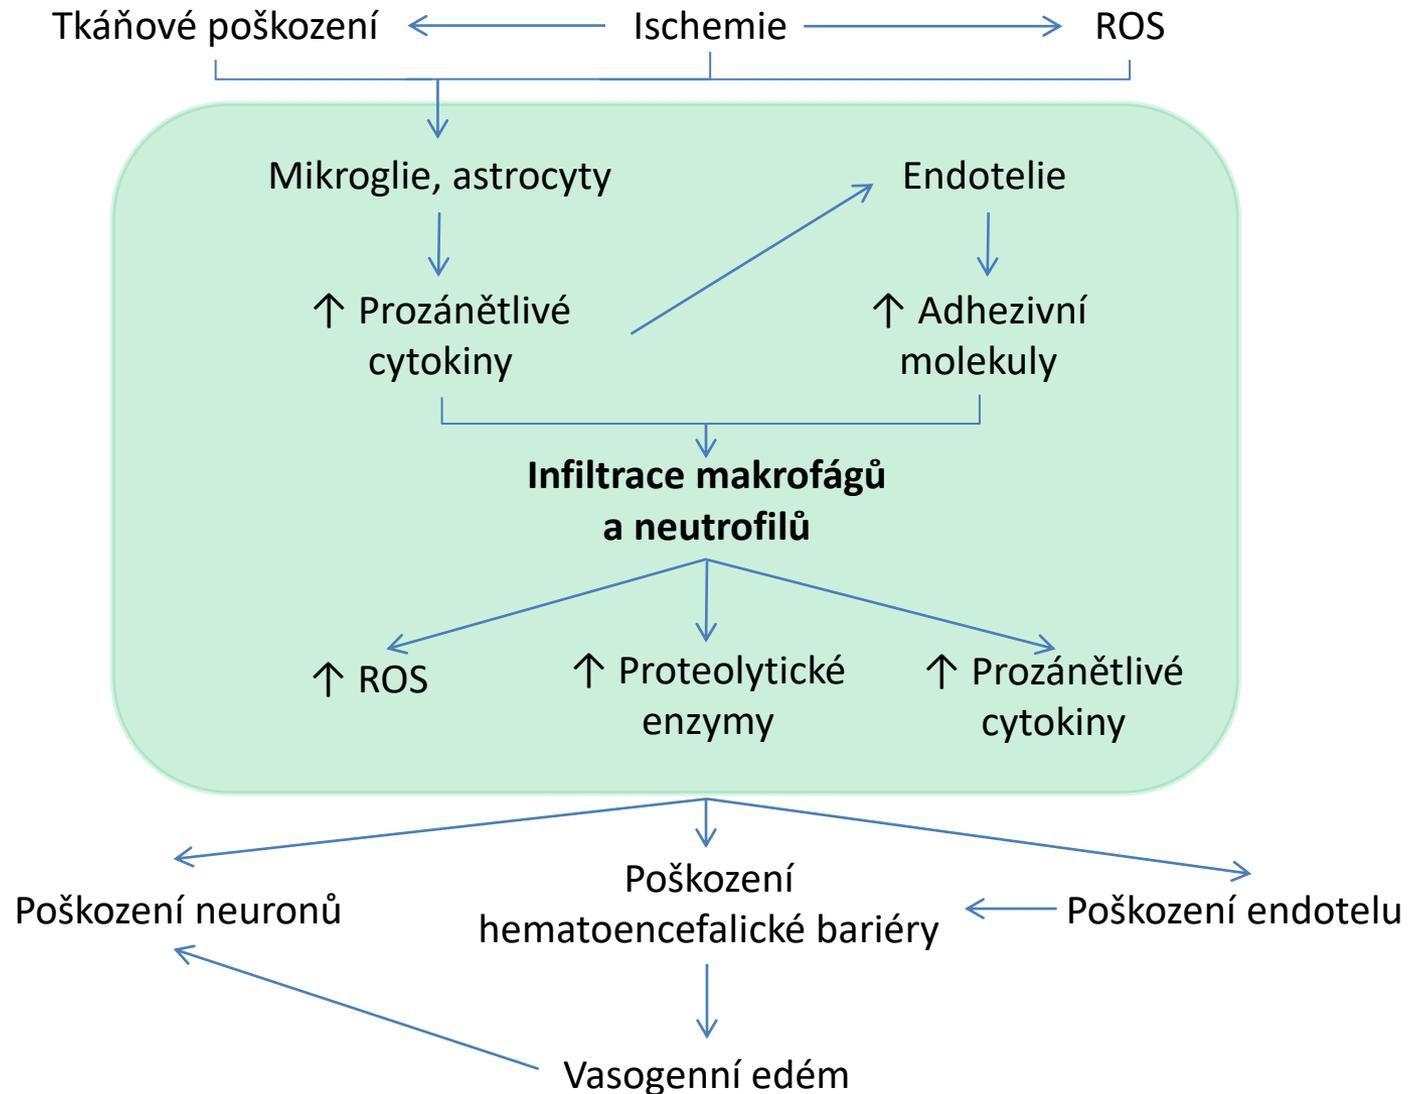 Tkáňové poškození
Ischemie
ROS
Mikroglie, astrocyty
Endotelie
↑ Prozánětlivé
cytokiny
↑ Adhezivní
molekuly
Infiltrace makrofágů
a neutrofilů
↑ ROS
↑ Proteolytické
enzymy
↑ Prozánětlivé
cytokiny
Poškození neuronů
Poškození
hematoencefalické bariéry
Poškození endotelu
Vasogenní edém